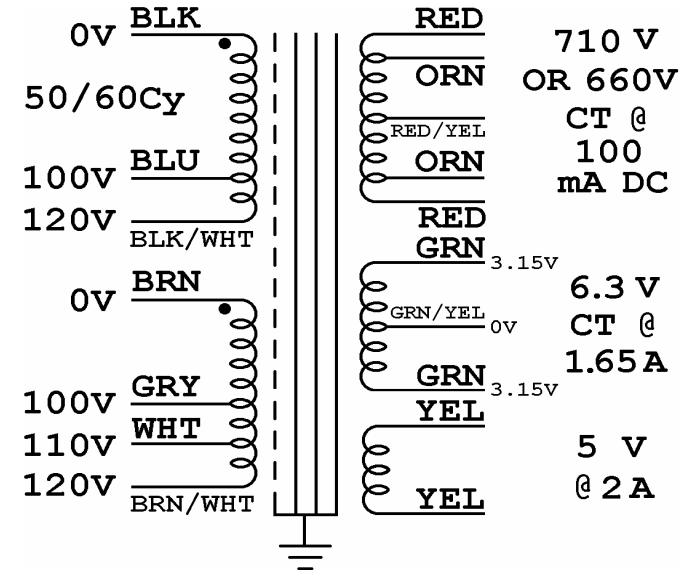 0V BLK
50/60Cy
100V BLU
120V
BLK/WHT
0V BRN
100V GRY
110V WHT
120V
BRN/WHT
RED
ORN
RED/YEL
ORN
RED
710 V
OR 660V
CT @
100
mA DC
GRN 3.15V
GRN/YEL 0V
GRN 3.15V
6.3 V
CT @
1.65 A
YEL
YEL
5 V
@ 2 A